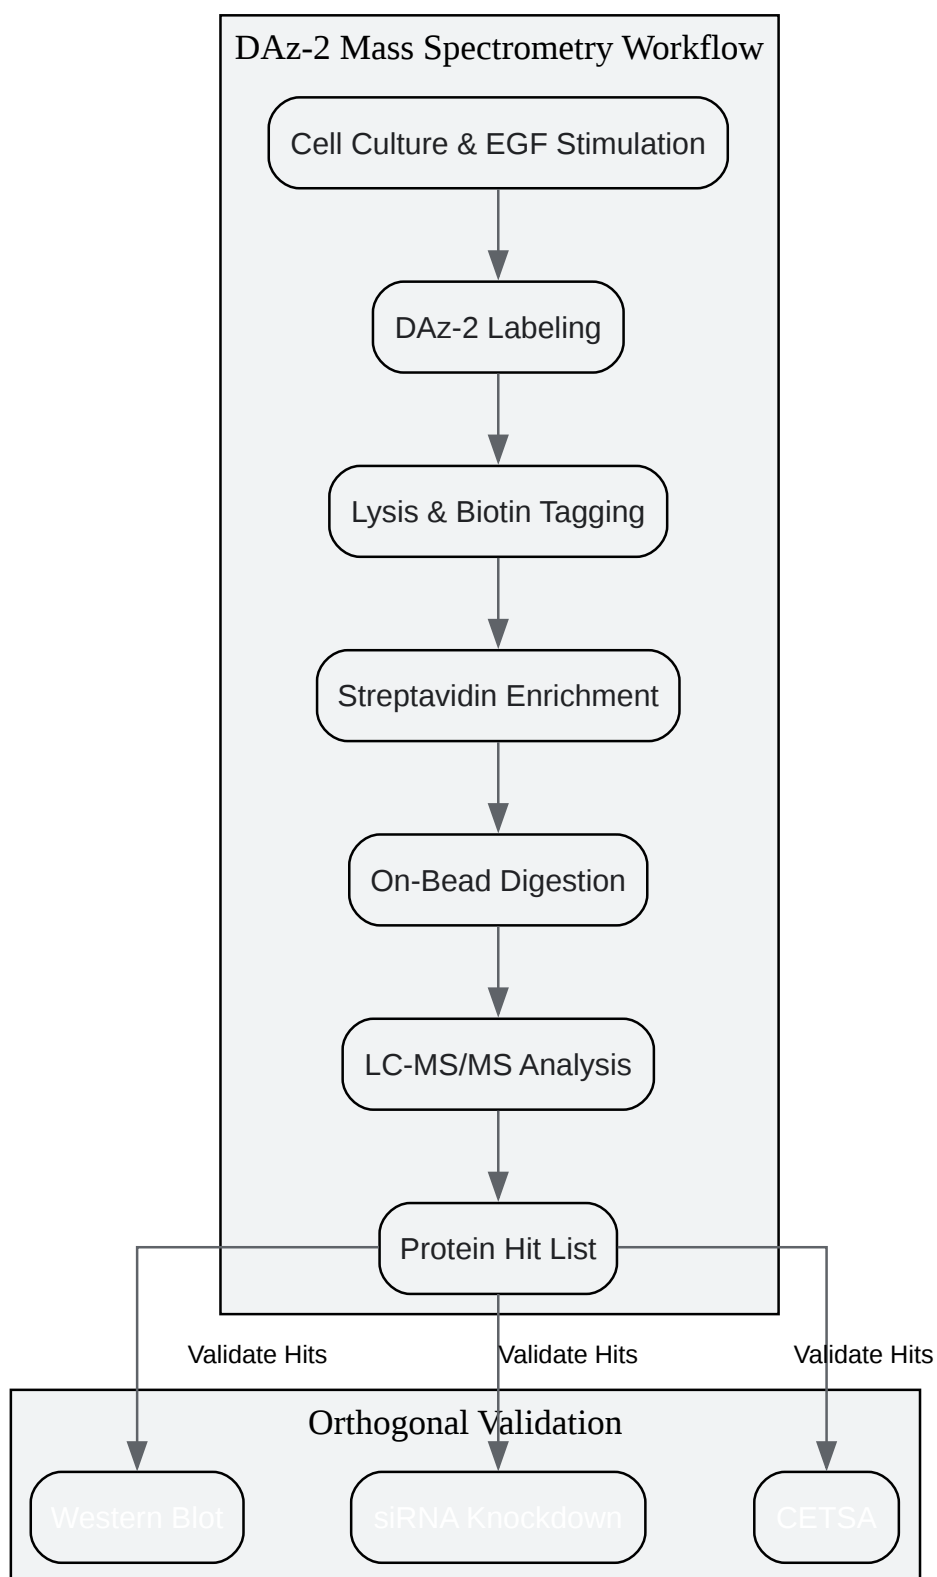 DAz-2 Mass Spectrometry Workflow
Cell Culture & EGF Stimulation
DAz-2 Labeling
Lysis & Biotin Tagging
Streptavidin Enrichment
On-Bead Digestion
LC-MS/MS Analysis
Protein Hit List
Validate Hits
Validate Hits
Validate Hits
Orthogonal Validation
Western Blot
siRNA Knockdown
CETSA